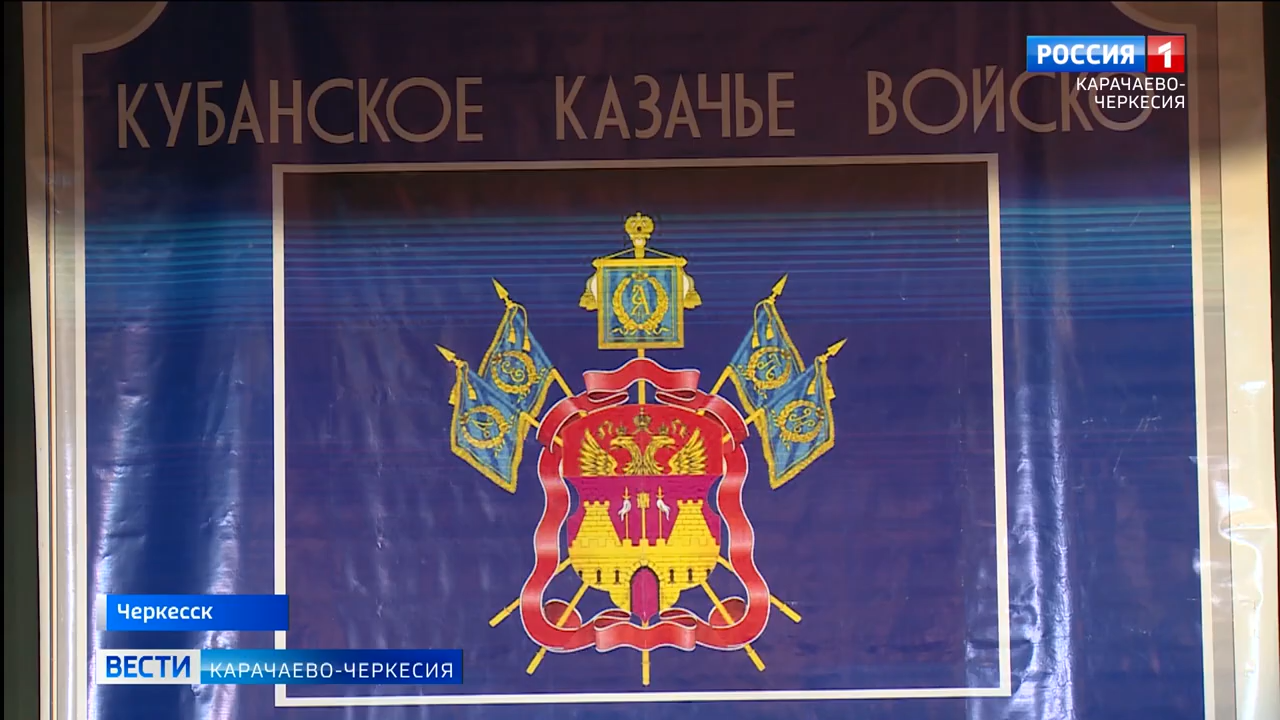 РОССИЯ 1
КАРАЧАЕВО-
ЧЕРКЕСИЯ
КУБАНСКОЕ КАЗАЧЬЕ ВОЙСКО
Черкесск
ВЕСТИ КАРАЧАЕВО-ЧЕРКЕСИЯ